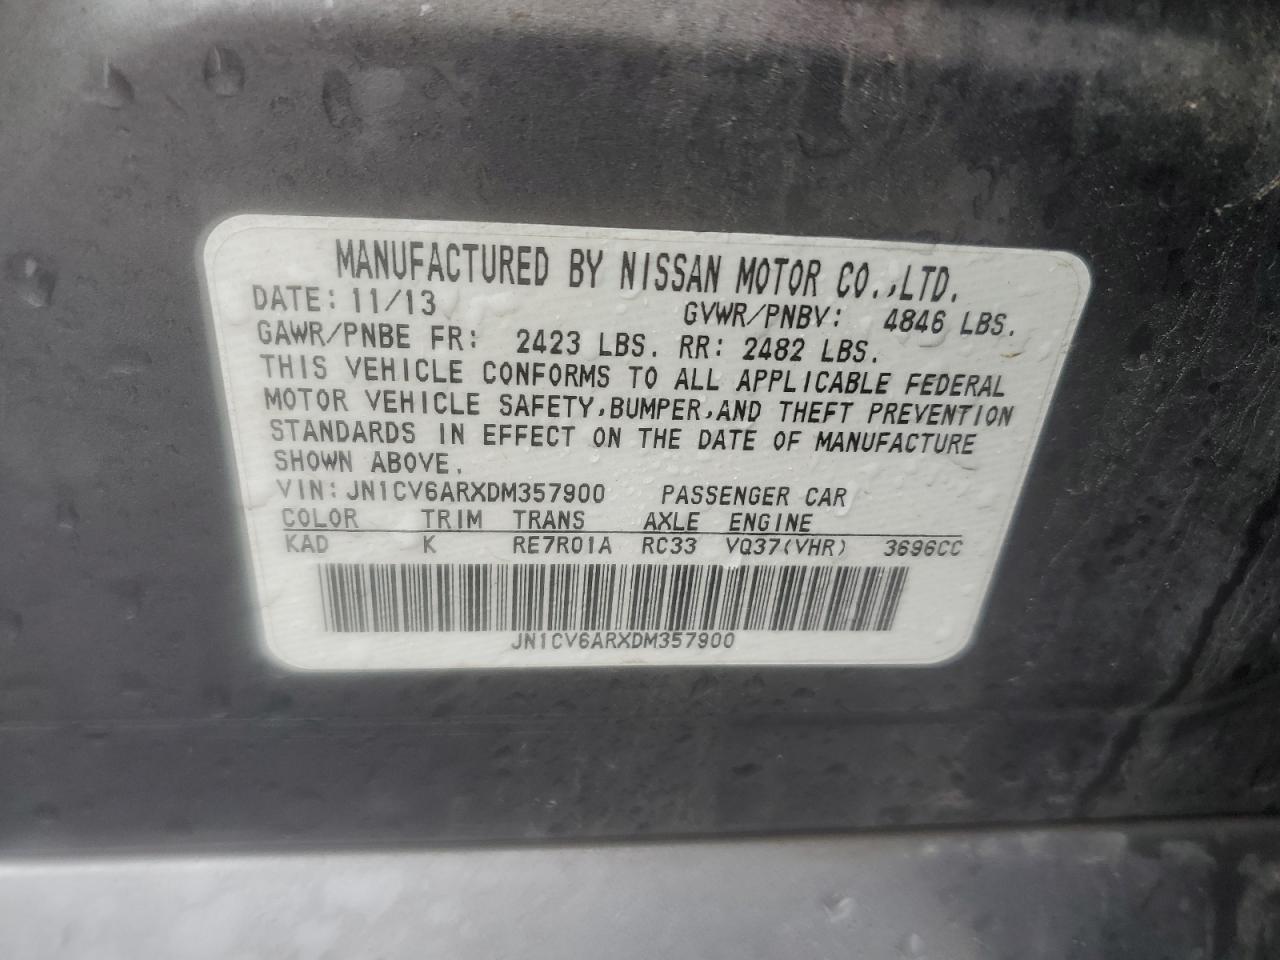 MANUFACTURED BY NISSAN MOTOR CO.,LTD.
DATE: 11/13 GVWR/PNBV: 4846 LBS.
GAWR/PNBE FR: 2423 LBS. RR: 2482 LBS.
THIS VEHICLE CONFORMS TO ALL APPLICABLE FEDERAL
MOTOR VEHICLE SAFETY,BUMPER,AND THEFT PREVENTION
STANDARDS IN EFFECT ON THE DATE OF MANUFACTURE
SHOWN ABOVE.
VIN: JN1CV6ARXDM357900 PASSENGER CAR
COLOR TRIM TRANS AXLE ENGINE
KAD K RE7R01A RC33 VQ37(VHR) 3696CC
JN1CV6ARXDM357900